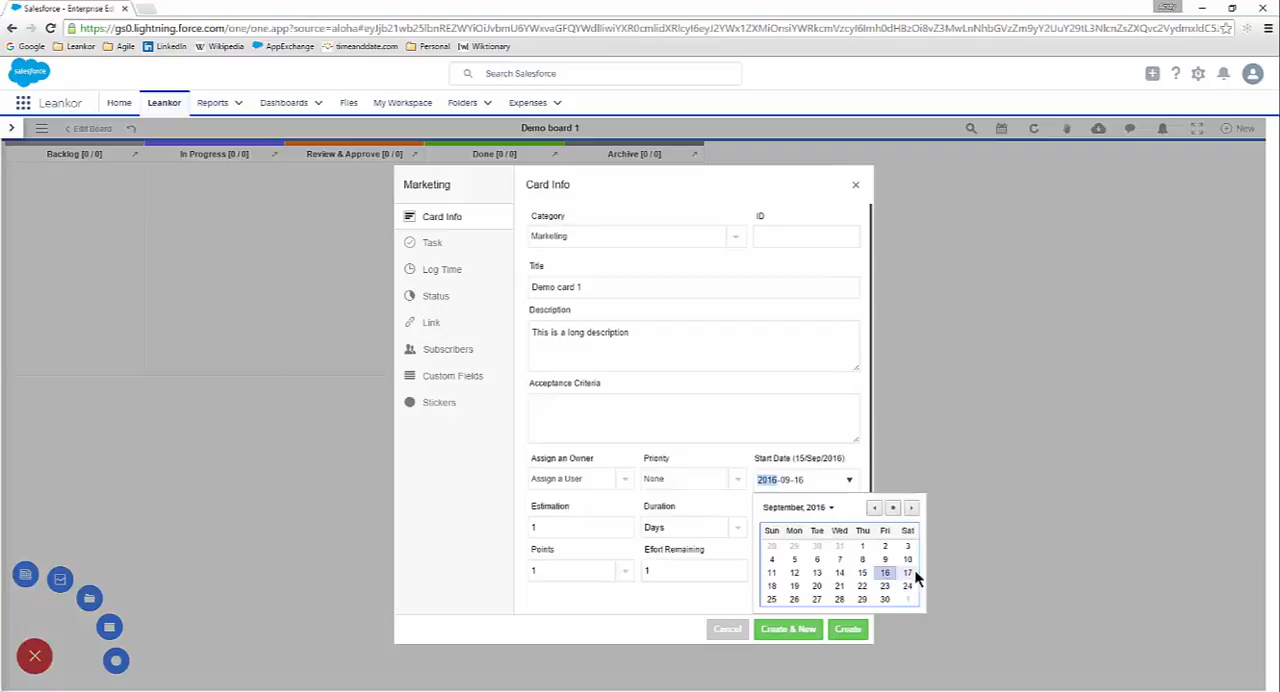 Salesforce - Enterprise Ed
https://gs0.lightning.force.com/one/one.app?source=aloha#
Google Leankor Agile LinkedIn Wikipedia AppExchange timeanddate.com Personal Wiktionary
salesforce
Search Salesforce
Leankor Home Leankor Reports Dashboards Files My Workspace Folders Expenses
< Edit Board Demo board 1 New
Backlog [0 / 0] In Progress [0 / 0] Review & Approve [0 / 0] Done [0 / 0] Archive [0 / 0]
Marketing
Card Info
Task
Log Time
Status
Link
Subscribers
Custom Fields
Stickers
Card Info
Category ID
Marketing
Title
Demo card 1
Description
This is a long description
Acceptance Criteria
Assign an Owner Priority Start Date (15/Sep/2016)
Assign a User None 2016-09-16
Estimation Duration
1 Days
Points Effort Remaining
1 1
September, 2016
Sun Mon Tue Wed Thu Fri Sat
28 29 30 31 1 2 3
4 5 6 7 8 9 10
11 12 13 14 15 16 17
18 19 20 21 22 23 24
25 26 27 28 29 30 1
Cancel Create & New Create